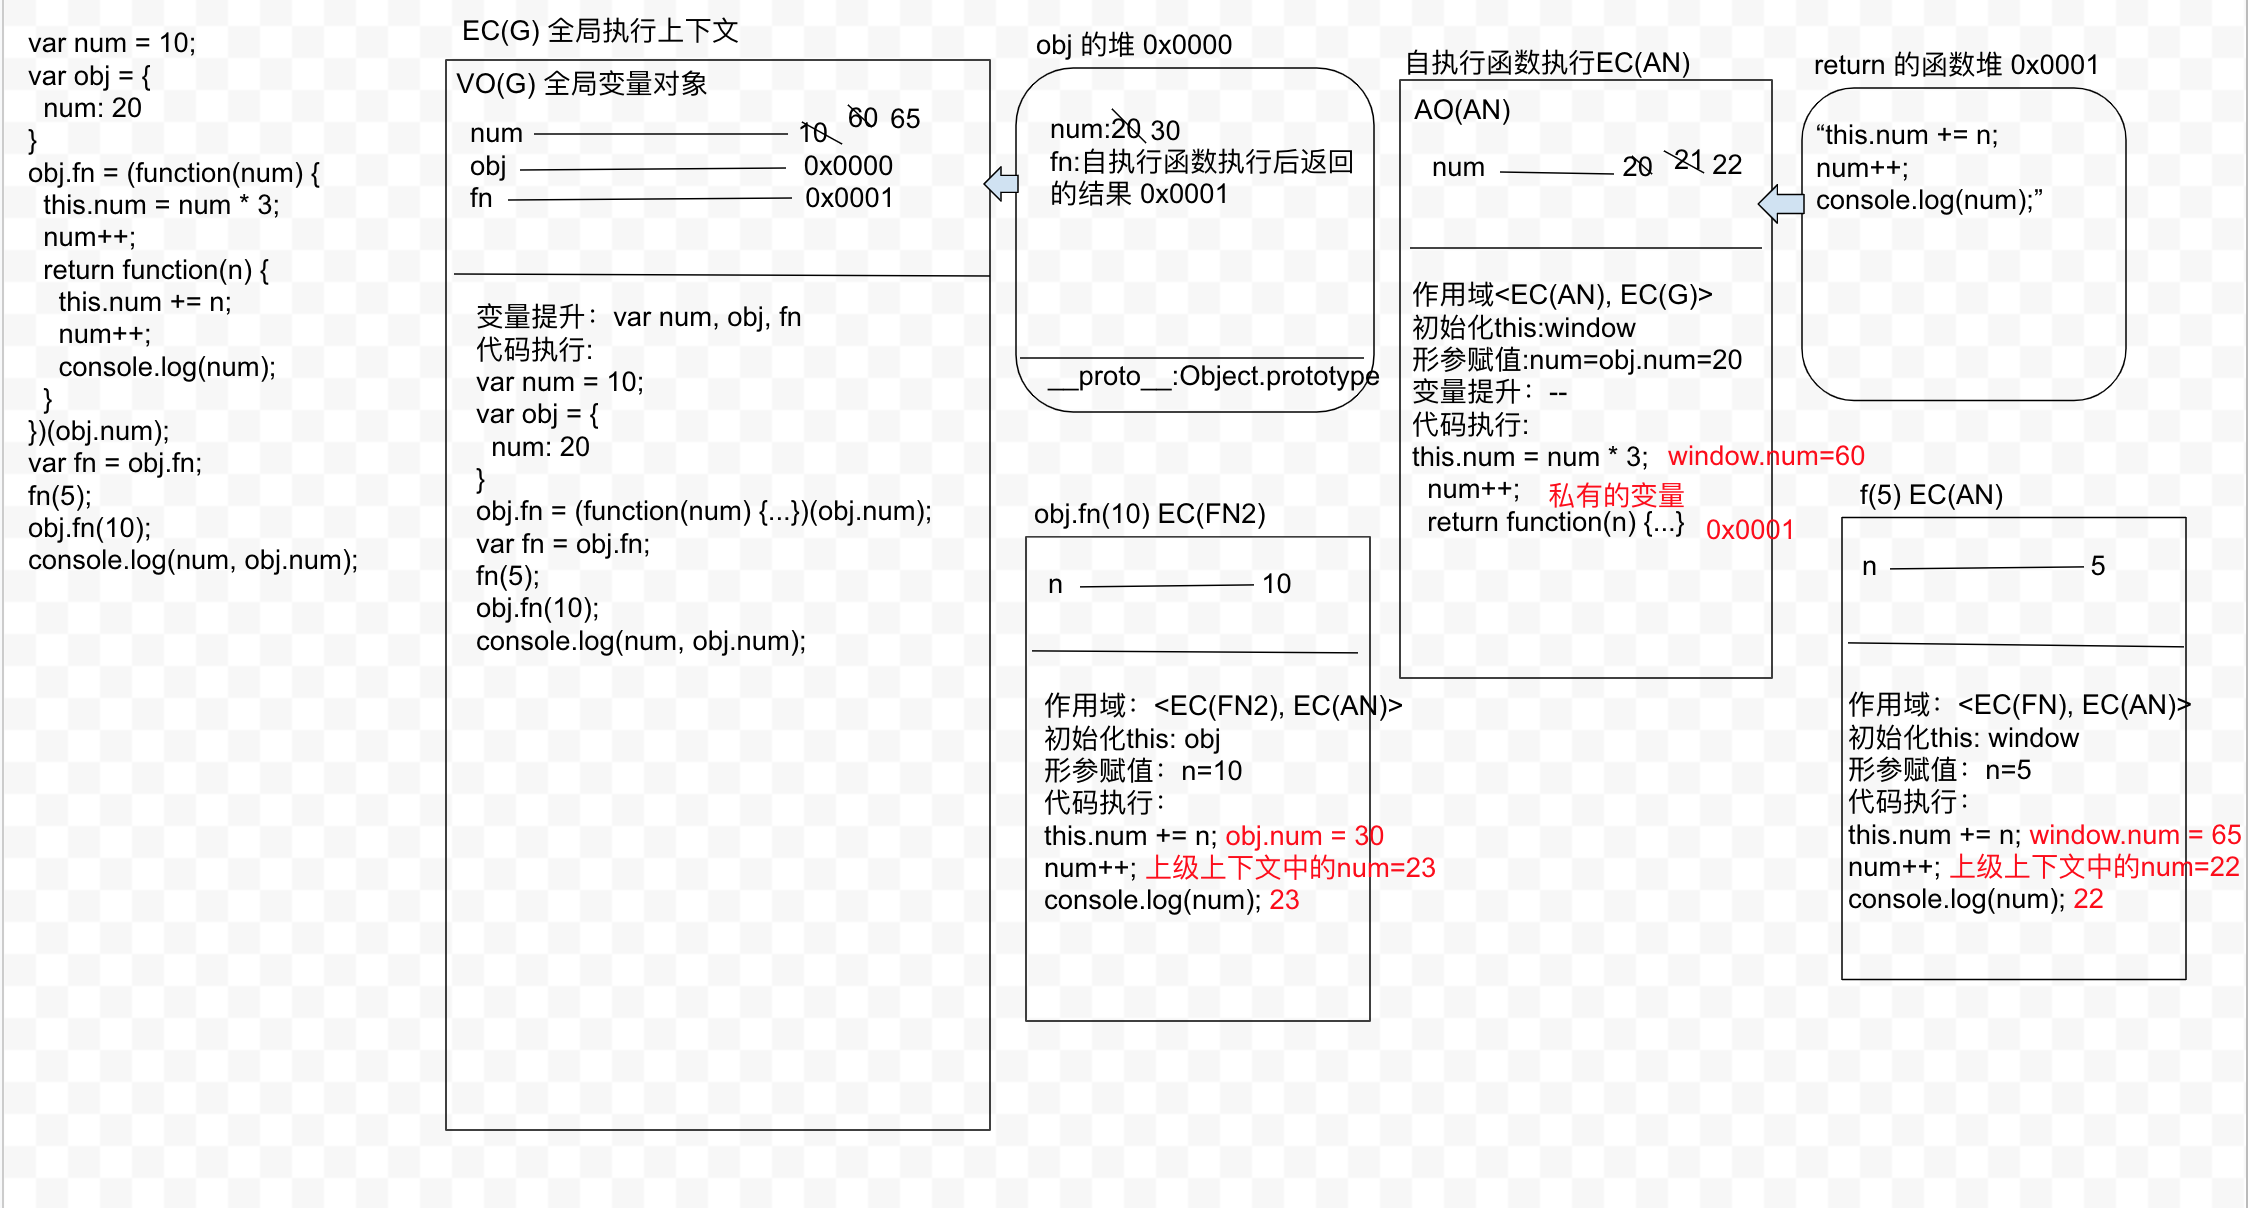 var num = 10;
var obj = {
num: 20
}
obj.fn = (function(num) {
this.num = num * 3;
num++;
return function(n) {
this.num += n;
num++;
console.log(num);
}
})(obj.num);
var fn = obj.fn;
fn(5);
obj.fn(10);
console.log(num, obj.num);
EC(G) 全局执行上下文
VO(G) 全局变量对象
num 10 60 65
obj 0x0000
fn 0x0001
变量提升：var num, obj, fn
代码执行:
var num = 10;
var obj = {
num: 20
}
obj.fn = (function(num) {...})(obj.num);
var fn = obj.fn;
fn(5);
obj.fn(10);
console.log(num, obj.num);
obj 的堆 0x0000
num:20 30
fn:自执行函数执行后返回
的结果 0x0001
__proto__:Object.prototype
obj.fn(10) EC(FN2)
n 10
作用域：<EC(FN2), EC(AN)>
初始化this: obj
形参赋值：n=10
代码执行：
this.num += n; obj.num = 30
num++; 上级上下文中的num=23
console.log(num); 23
自执行函数执行EC(AN)
AO(AN)
num 20 21 22
作用域<EC(AN), EC(G)>
初始化this:window
形参赋值:num=obj.num=20
变量提升：--
代码执行:
this.num = num * 3; window.num=60
num++; 私有的变量
return function(n) {...} 0x0001
return 的函数堆 0x0001
“this.num += n;
num++;
console.log(num);”
f(5) EC(AN)
n 5
作用域：<EC(FN), EC(AN)>
初始化this: window
形参赋值：n=5
代码执行：
this.num += n; window.num = 65
num++; 上级上下文中的num=22
console.log(num); 22